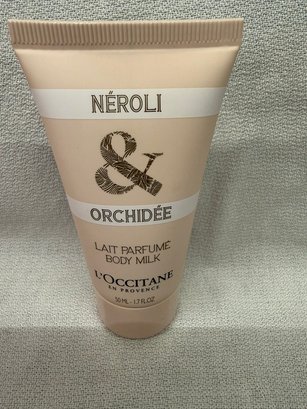 NÉROLI
&
ORCHIDÉE
LAIT PARFUMÉ
BODY MILK
L'OCCITANE
EN PROVENCE
50 ML - 1.7 FL.OZ